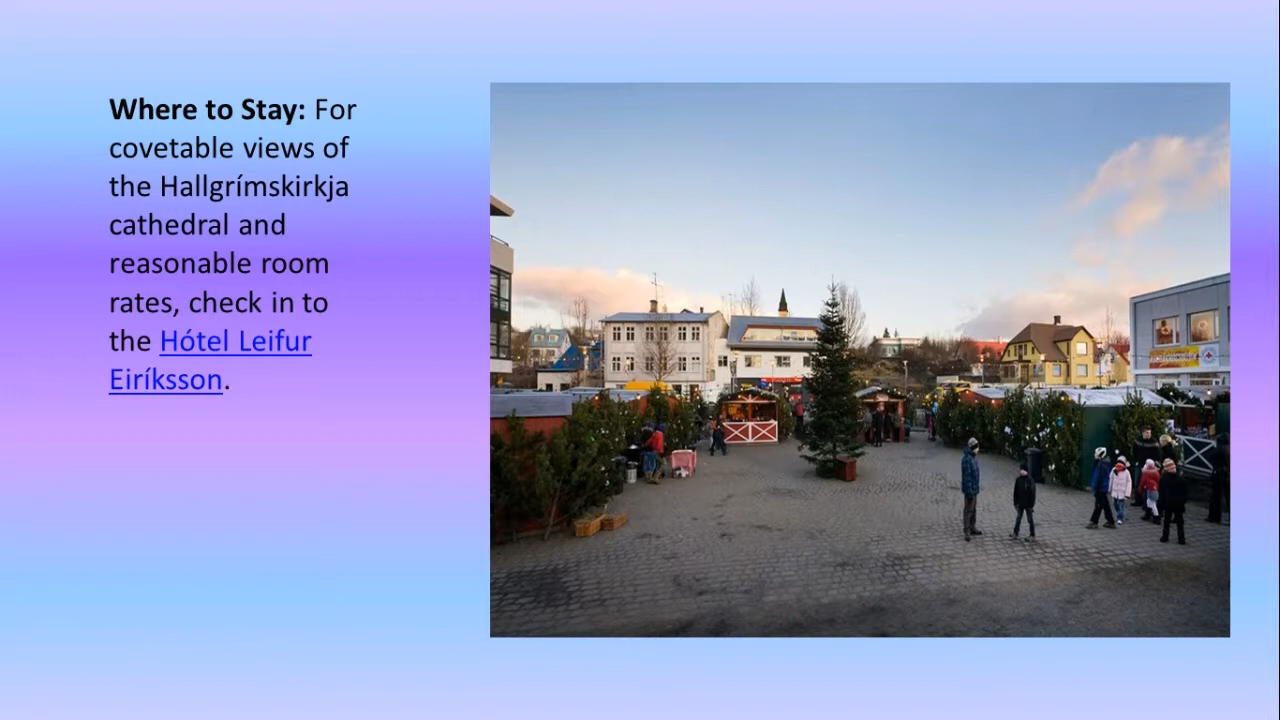 Where to Stay: For
covetable views of
the Hallgrímskirkja
cathedral and
reasonable room
rates, check in to
the Hótel Leifur
Eiríksson.